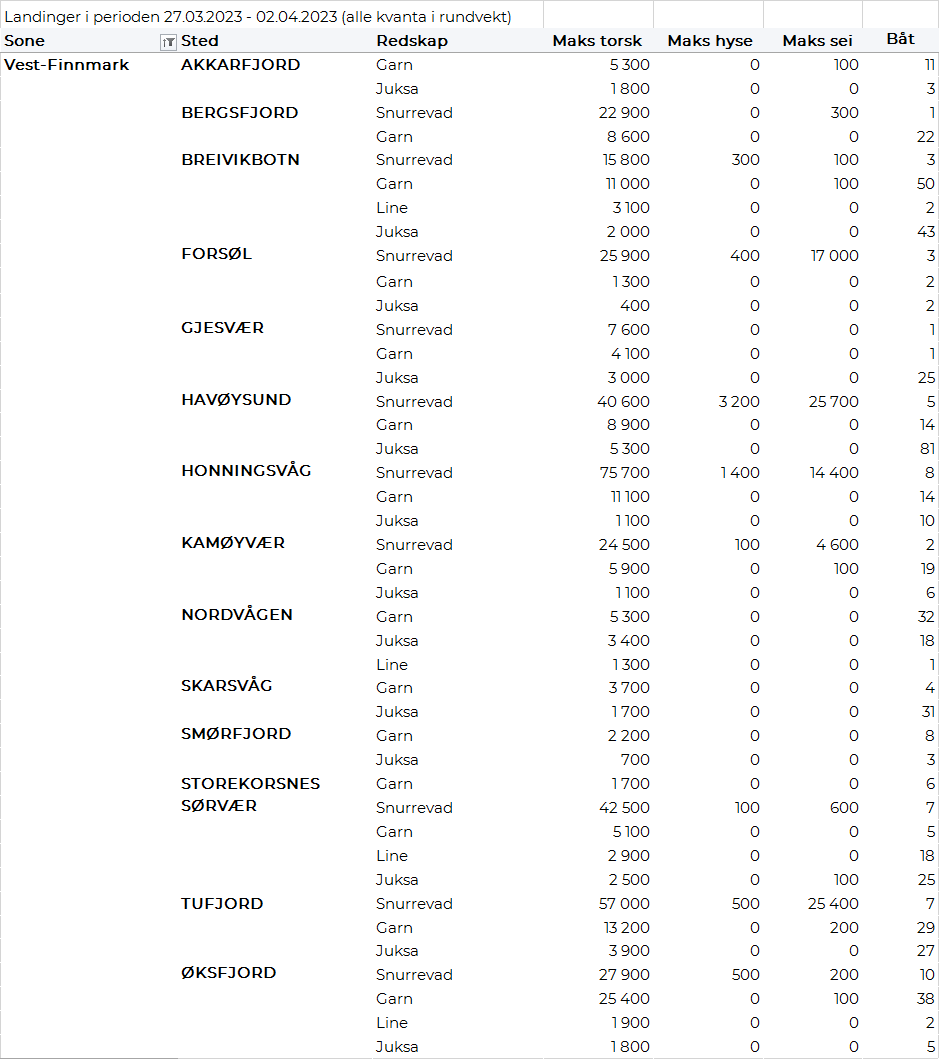 Landinger i perioden 27.03.2023 - 02.04.2023 (alle kvanta i rundvekt)
Sone Sted Redskap Maks torsk Maks hyse Maks sei Båt
Vest-Finnmark AKKARFJORD Garn 5 300 0 100 11
Juksa 1 800 0 0 3
BERGSFJORD Snurrevad 22 900 0 300 1
Garn 8 600 0 0 22
BREIVIKBOTN Snurrevad 15 800 300 100 3
Garn 11 000 0 100 50
Line 3 100 0 0 2
Juksa 2 000 0 0 43
FORSØL Snurrevad 25 900 400 17 000 3
Garn 1 300 0 0 2
Juksa 400 0 0 2
GJESVÆR Snurrevad 7 600 0 0 1
Garn 4 100 0 0 1
Juksa 3 000 0 0 25
HAVØYSUND Snurrevad 40 600 3 200 25 700 5
Garn 8 900 0 0 14
Juksa 5 300 0 0 81
HONNINGSVÅG Snurrevad 75 700 1 400 14 400 8
Garn 11 100 0 0 14
Juksa 1 100 0 0 10
KAMØYVÆR Snurrevad 24 500 100 4 600 2
Garn 5 900 0 100 19
Juksa 1 100 0 0 6
NORDVÅGEN Garn 5 300 0 0 32
Juksa 3 400 0 0 18
Line 1 300 0 0 1
SKARSVÅG Garn 3 700 0 0 4
Juksa 1 700 0 0 31
SMØRFJORD Garn 2 200 0 0 8
Juksa 700 0 0 3
STOREKORSNES Garn 1 700 0 0 6
SØRVÆR Snurrevad 42 500 100 600 7
Garn 5 100 0 0 5
Line 2 900 0 0 18
Juksa 2 500 0 100 25
TUFJORD Snurrevad 57 000 500 25 400 7
Garn 13 200 0 200 29
Juksa 3 900 0 0 27
ØKSFJORD Snurrevad 27 900 500 200 10
Garn 25 400 0 100 38
Line 1 900 0 0 2
Juksa 1 800 0 0 5